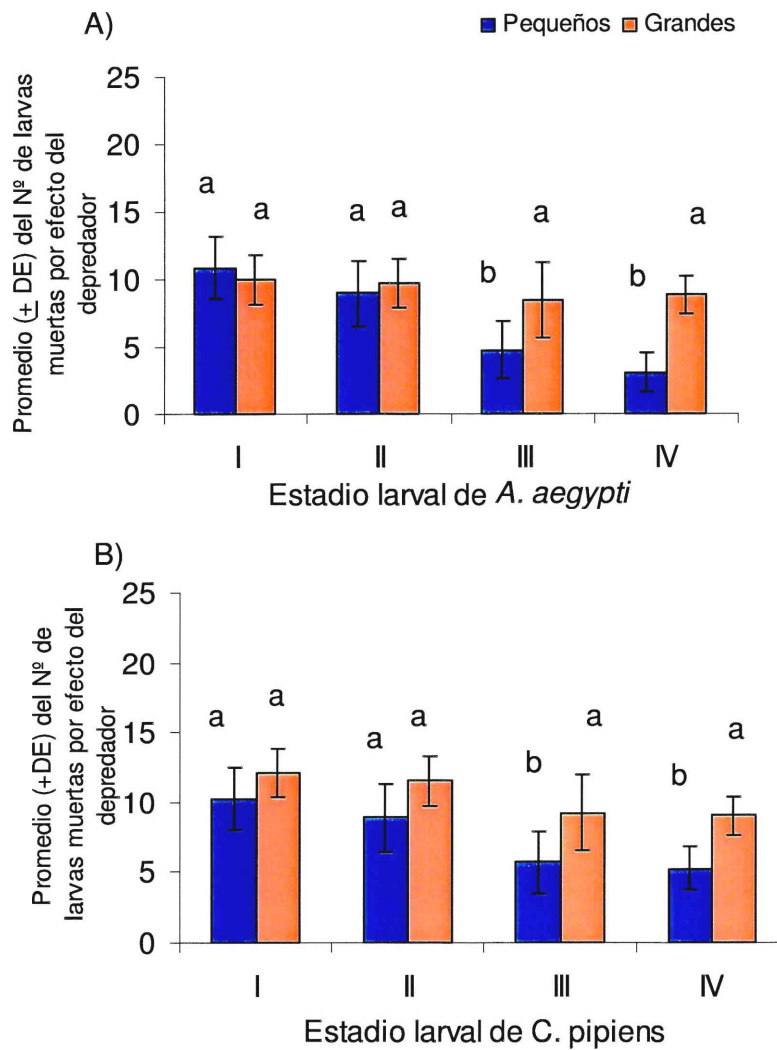 A)
Pequeños Grandes
Promedio (± DE) del Nº de larvas
muertas por efecto del
depredador
25
20
15
10
5
0
a a a a b a b a
I II III IV
Estadio larval de A. aegypti
B)
Promedio (+DE) del Nº de
larvas muertas por efecto del
depredador
25
20
15
10
5
0
a a a a b a b a
I II III IV
Estadio larval de C. pipiens